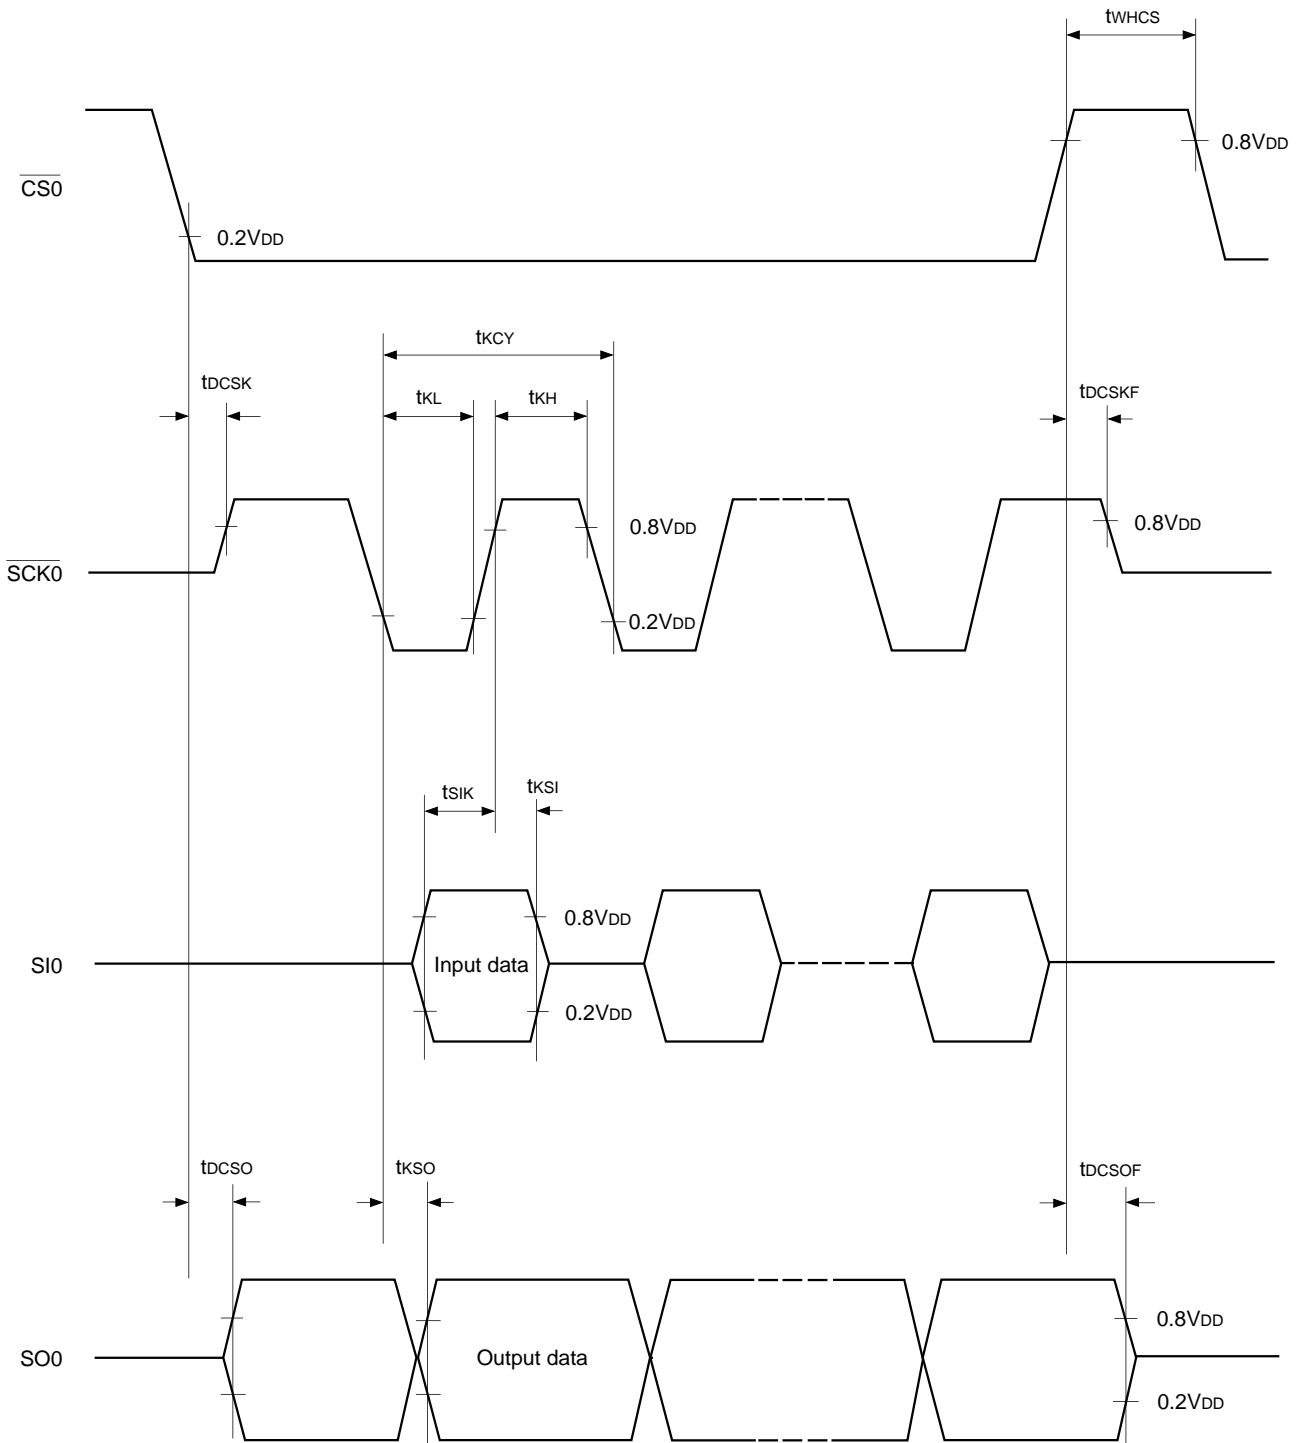 tWHCS
0.8VDD
CS0
0.2VDD
tKCY
tDCSK
tKL
tKH
tDCSKF
0.8VDD
0.8VDD
SCK0
0.2VDD
tSIK
tKSI
0.8VDD
SI0
Input data
0.2VDD
tDCSO
tKSO
tDCSOF
0.8VDD
SO0
Output data
0.2VDD